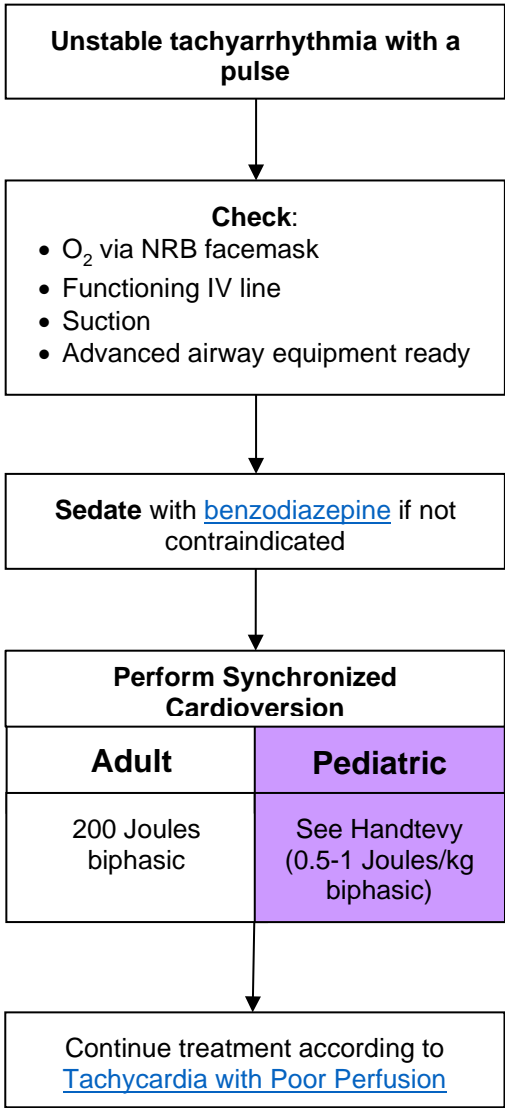 Unstable tachyarrhythmia with a
pulse
Check:
• O2 via NRB facemask
• Functioning IV line
• Suction
• Advanced airway equipment ready
Sedate with benzodiazepine if not
contraindicated
Perform Synchronized
Cardioversion
Adult
Pediatric
200 Joules
biphasic
See Handtevy
(0.5-1 Joules/kg
biphasic)
Continue treatment according to
Tachycardia with Poor Perfusion